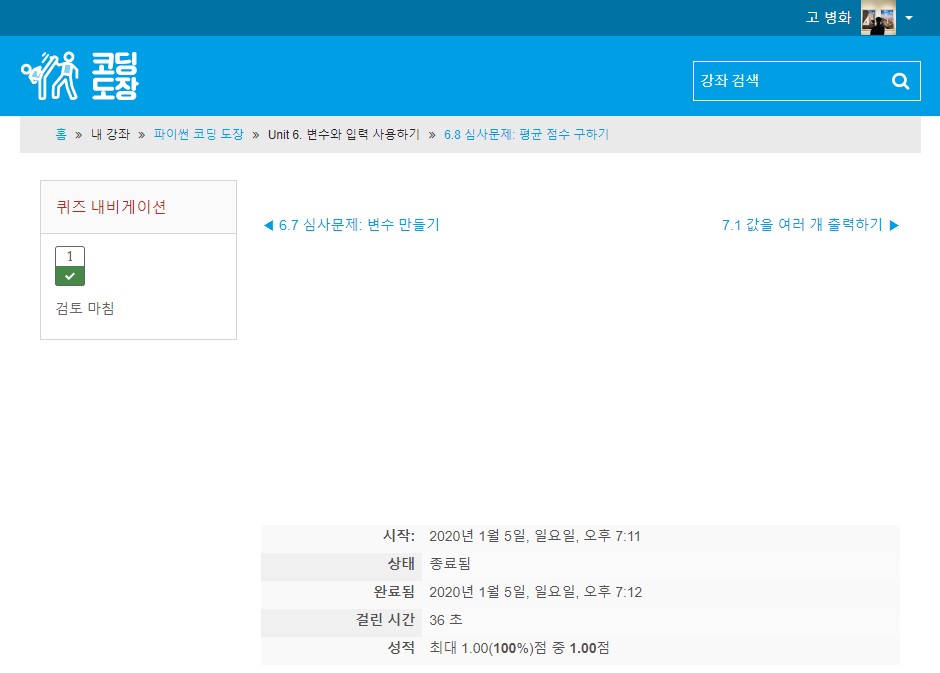 고 병화
코딩
도장
강좌 검색
홈 » 내 강좌 » 파이썬 코딩 도장 » Unit 6. 변수와 입력 사용하기 » 6.8 심사문제: 평균 점수 구하기
퀴즈 내비게이션
1
검토 마침
◀ 6.7 심사문제: 변수 만들기
7.1 값을 여러 개 출력하기 ▶
시작: 2020년 1월 5일, 일요일, 오후 7:11
상태 종료됨
완료됨 2020년 1월 5일, 일요일, 오후 7:12
걸린 시간 36 초
성적 최대 1.00(100%)점 중 1.00점